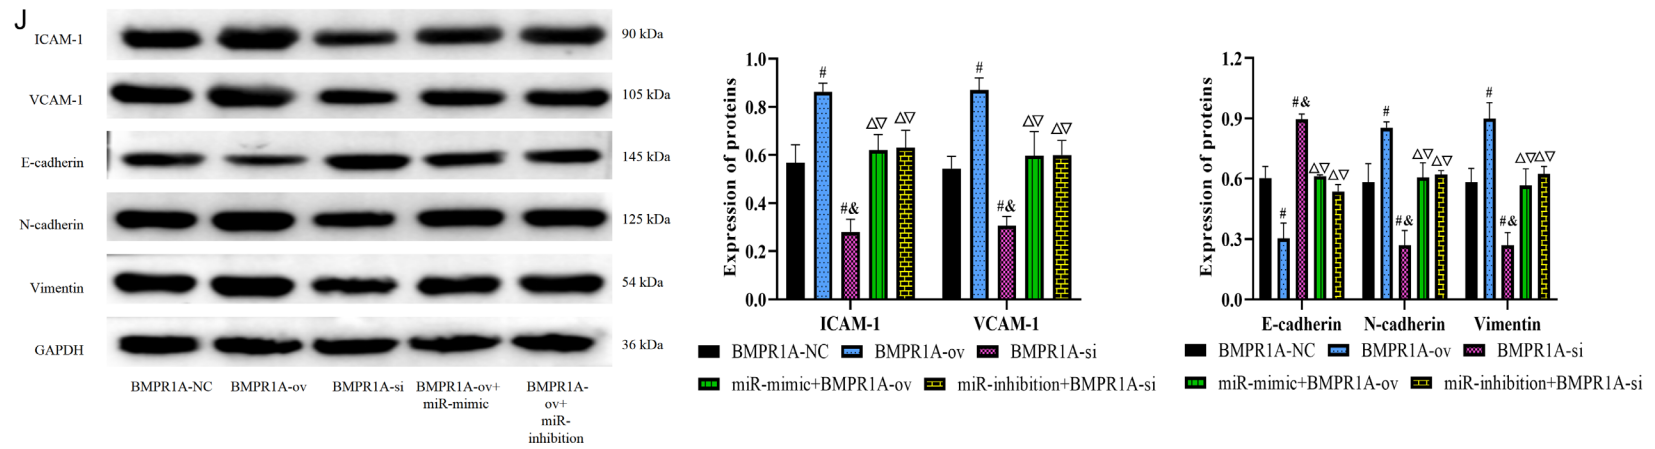 J
ICAM-1
90 kDa
VCAM-1
105 kDa
E-cadherin
145 kDa
N-cadherin
125 kDa
Vimentin
54 kDa
GAPDH
36 kDa
BMPR1A-NC
BMPR1A-ov
BMPR1A-si
BMPR1A-ov+
miR-mimic
BMPR1A-
ov+
miR-
inhibition
Expression of proteins
1.0
0.8
0.6
0.4
0.2
0.0
#
#&
△▽
△▽
#
#&
△▽
△▽
ICAM-1
VCAM-1
BMPR1A-NC
BMPR1A-ov
BMPR1A-si
miR-mimic+BMPR1A-ov
miR-inhibition+BMPR1A-si
Expression of proteins
1.2
0.9
0.6
0.3
0.0
#
#&
△▽
△▽
#
#&
△▽
△▽
#
#&
△▽
△▽
E-cadherin
N-cadherin
Vimentin
BMPR1A-NC
BMPR1A-ov
BMPR1A-si
miR-mimic+BMPR1A-ov
miR-inhibition+BMPR1A-si